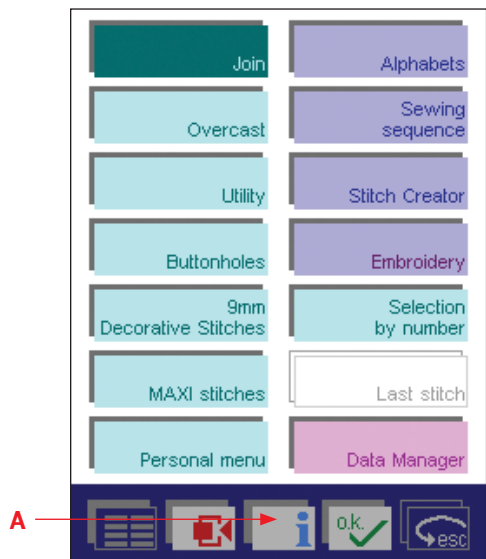 Join
Alphabets
Overcast
Sewing
sequence
Utility
Stitch Creator
Buttonholes
Embroidery
9mm
Decorative Stitches
Selection
by number
MAXI stitches
Last stitch
Personal menu
Data Manager
A
i
o.k.
esc